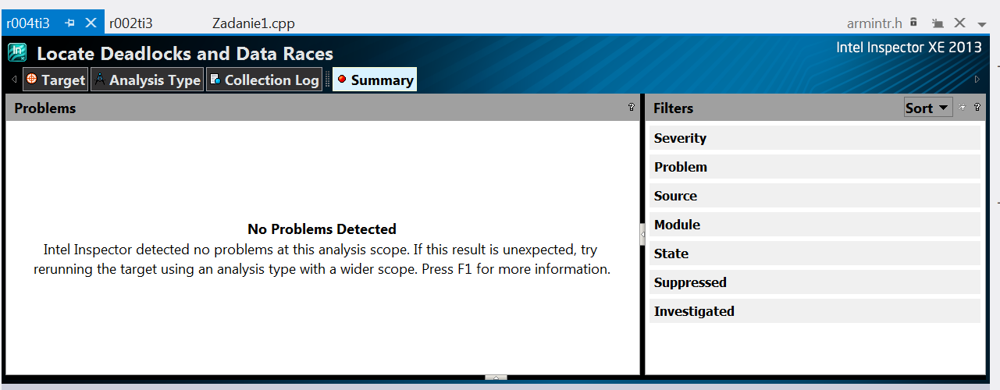 r004ti3
r002ti3
Zadanie1.cpp
armintr.h
Locate Deadlocks and Data Races
Intel Inspector XE 2013
Target
Analysis Type
Collection Log
Summary
Problems
?
No Problems Detected
Intel Inspector detected no problems at this analysis scope. If this result is unexpected, try
rerunning the target using an analysis type with a wider scope. Press F1 for more information.
Filters
Sort
?
Severity
Problem
Source
Module
State
Suppressed
Investigated